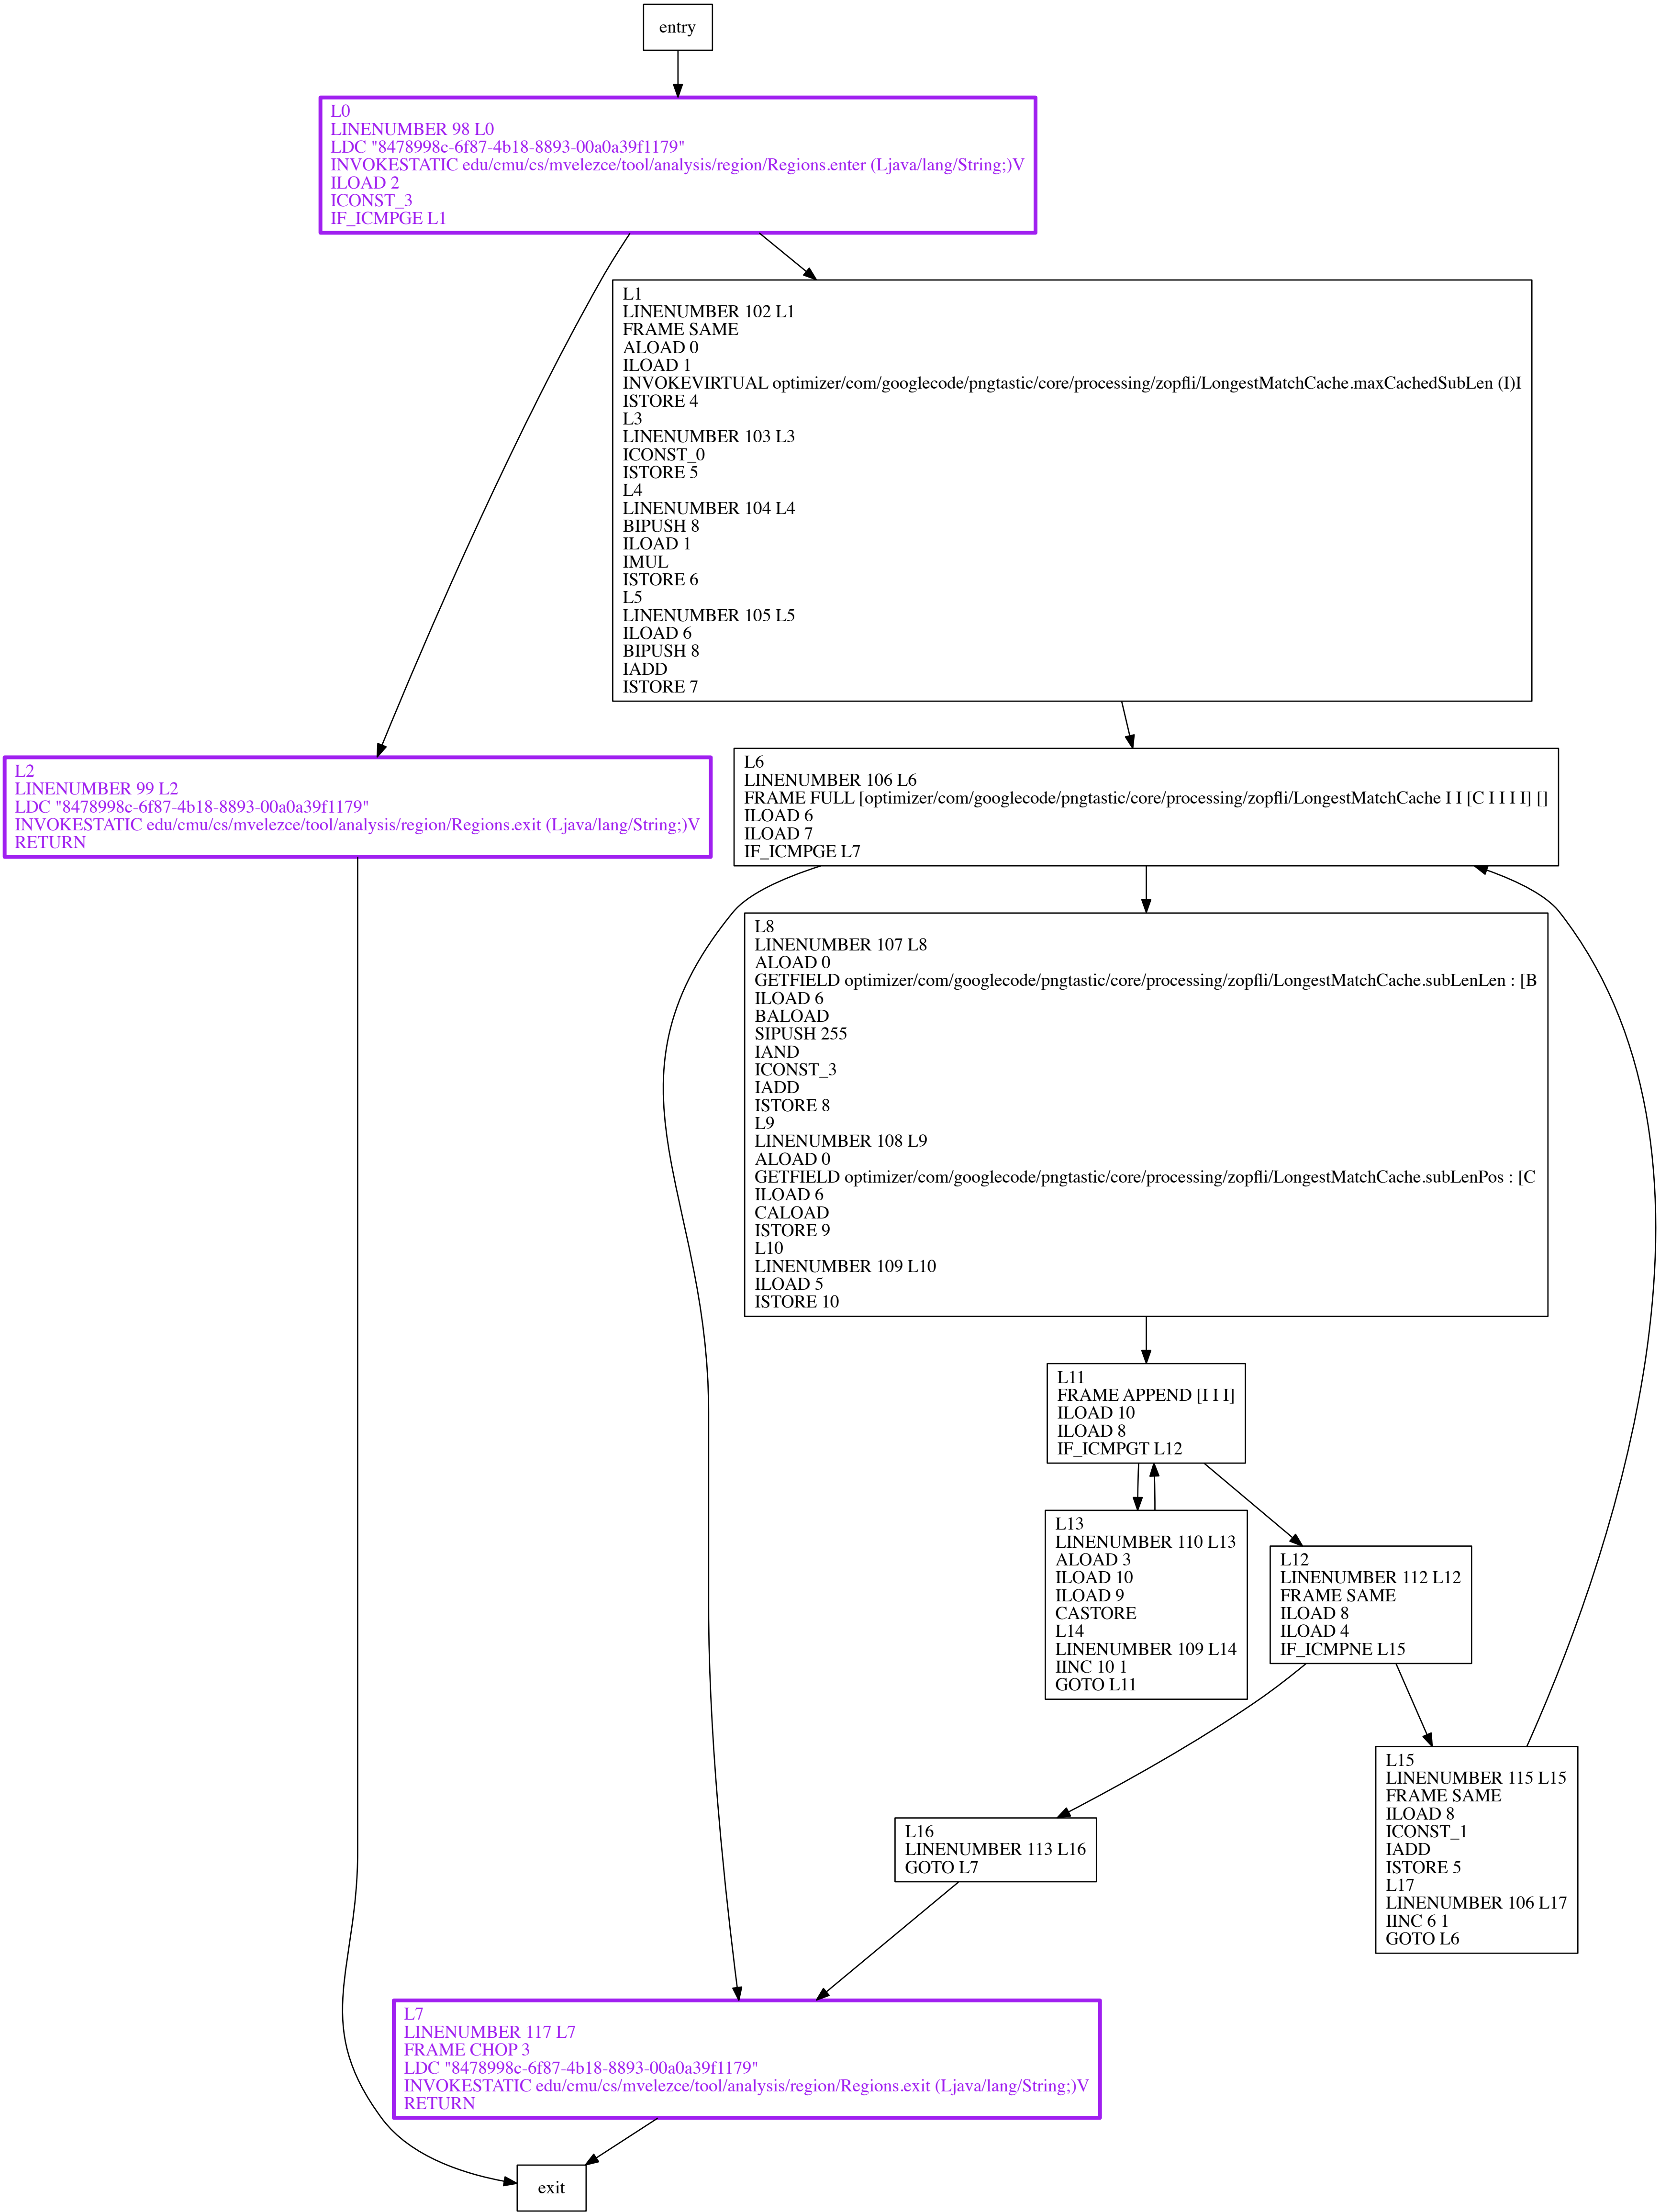 entry
L0
LINENUMBER 98 L0
LDC "8478998c-6f87-4b18-8893-00a0a39f1179"
INVOKESTATIC edu/cmu/cs/mvelezce/tool/analysis/region/Regions.enter (Ljava/lang/String;)V
ILOAD 2
ICONST_3
IF_ICMPGE L1
L1
LINENUMBER 102 L1
FRAME SAME
ALOAD 0
ILOAD 1
INVOKEVIRTUAL optimizer/com/googlecode/pngtastic/core/processing/zopfli/LongestMatchCache.maxCachedSubLen (I)I
ISTORE 4
L3
LINENUMBER 103 L3
ICONST_0
ISTORE 5
L4
LINENUMBER 104 L4
BIPUSH 8
ILOAD 1
IMUL
ISTORE 6
L5
LINENUMBER 105 L5
ILOAD 6
BIPUSH 8
IADD
ISTORE 7
L2
LINENUMBER 99 L2
LDC "8478998c-6f87-4b18-8893-00a0a39f1179"
INVOKESTATIC edu/cmu/cs/mvelezce/tool/analysis/region/Regions.exit (Ljava/lang/String;)V
RETURN
L6
LINENUMBER 106 L6
FRAME FULL [optimizer/com/googlecode/pngtastic/core/processing/zopfli/LongestMatchCache I I [C I I I I] []
ILOAD 6
ILOAD 7
IF_ICMPGE L7
L8
LINENUMBER 107 L8
ALOAD 0
GETFIELD optimizer/com/googlecode/pngtastic/core/processing/zopfli/LongestMatchCache.subLenLen : [B
ILOAD 6
BALOAD
SIPUSH 255
IAND
ICONST_3
IADD
ISTORE 8
L9
LINENUMBER 108 L9
ALOAD 0
GETFIELD optimizer/com/googlecode/pngtastic/core/processing/zopfli/LongestMatchCache.subLenPos : [C
ILOAD 6
CALOAD
ISTORE 9
L10
LINENUMBER 109 L10
ILOAD 5
ISTORE 10
L11
FRAME APPEND [I I I]
ILOAD 10
ILOAD 8
IF_ICMPGT L12
L13
LINENUMBER 110 L13
ALOAD 3
ILOAD 10
ILOAD 9
CASTORE
L14
LINENUMBER 109 L14
IINC 10 1
GOTO L11
L12
LINENUMBER 112 L12
FRAME SAME
ILOAD 8
ILOAD 4
IF_ICMPNE L15
L15
LINENUMBER 115 L15
FRAME SAME
ILOAD 8
ICONST_1
IADD
ISTORE 5
L17
LINENUMBER 106 L17
IINC 6 1
GOTO L6
L16
LINENUMBER 113 L16
GOTO L7
L7
LINENUMBER 117 L7
FRAME CHOP 3
LDC "8478998c-6f87-4b18-8893-00a0a39f1179"
INVOKESTATIC edu/cmu/cs/mvelezce/tool/analysis/region/Regions.exit (Ljava/lang/String;)V
RETURN
exit